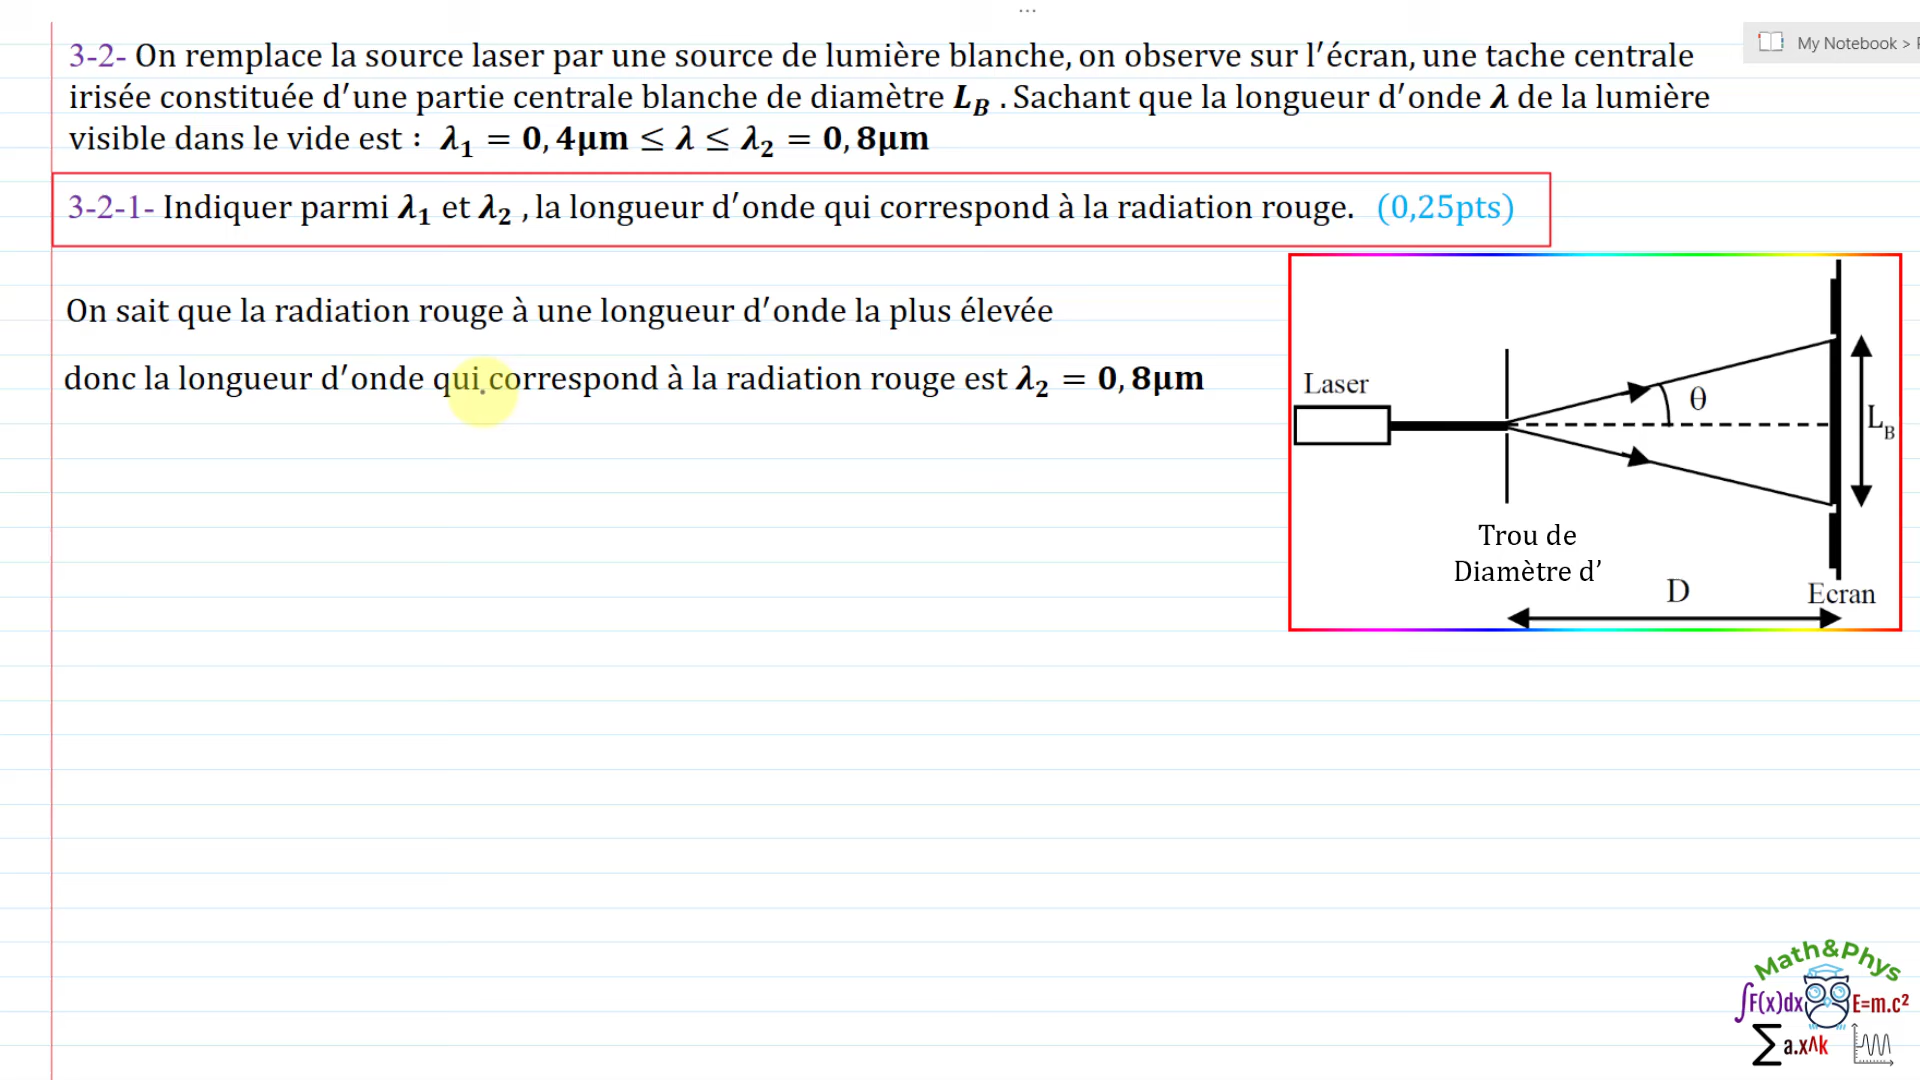 ...
My Notebook >
3-2- On remplace la source laser par une source de lumière blanche, on observe sur l′écran, une tache centrale
irisée constituée d′une partie centrale blanche de diamètre L_B . Sachant que la longueur d′onde λ de la lumière
visible dans le vide est : λ₁ = 0, 4μm ≤ λ ≤ λ₂ = 0, 8μm
3-2-1- Indiquer parmi λ₁ et λ₂ , la longueur d′onde qui correspond à la radiation rouge. (0,25pts)
On sait que la radiation rouge à une longueur d′onde la plus élevée
donc la longueur d′onde qui correspond à la radiation rouge est λ₂ = 0, 8μm
Laser
θ
L_B
Trou de
Diamètre d’
D
Ecran
Math&Phys
∫F(x)dx E=m.c²
∑ a.x^k